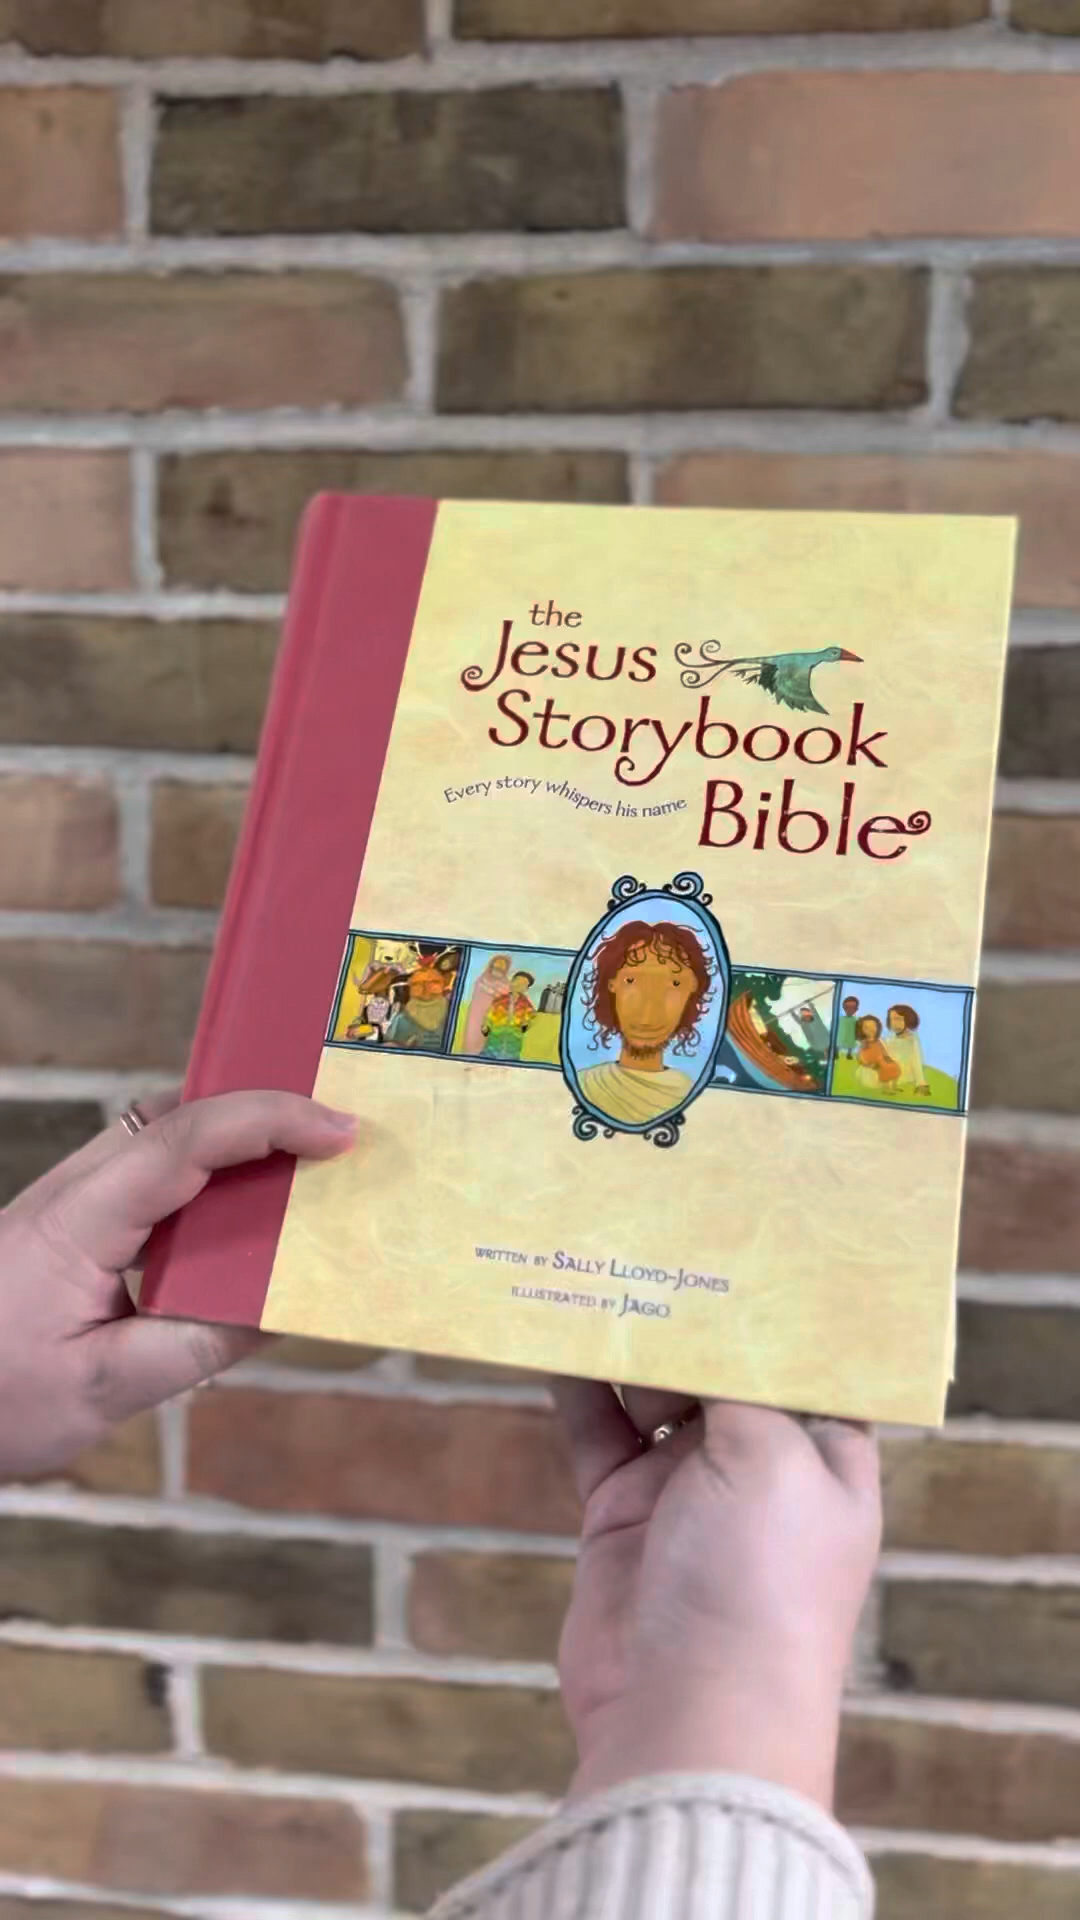 the
Jesus
Storybook
Every story whispers his name
Bible
WRITTEN BY SALLY LLOYD-JONES
ILLUSTRATED BY JAGO